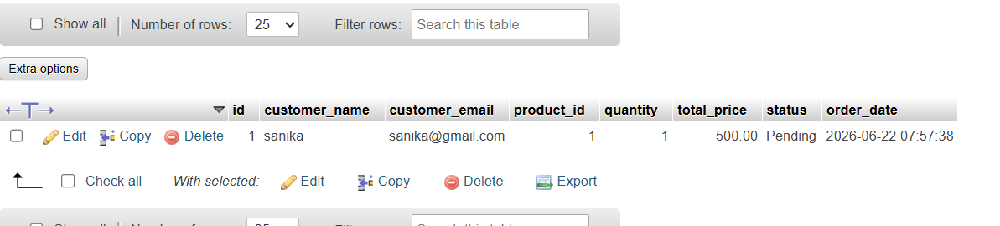 Show all Number of rows: 25 Filter rows: Search this table
Extra options
id customer_name customer_email product_id quantity total_price status order_date
Edit Copy Delete 1 sanika sanika@gmail.com 1 1 500.00 Pending 2026-06-22 07:57:38
Check all With selected: Edit Copy Delete Export